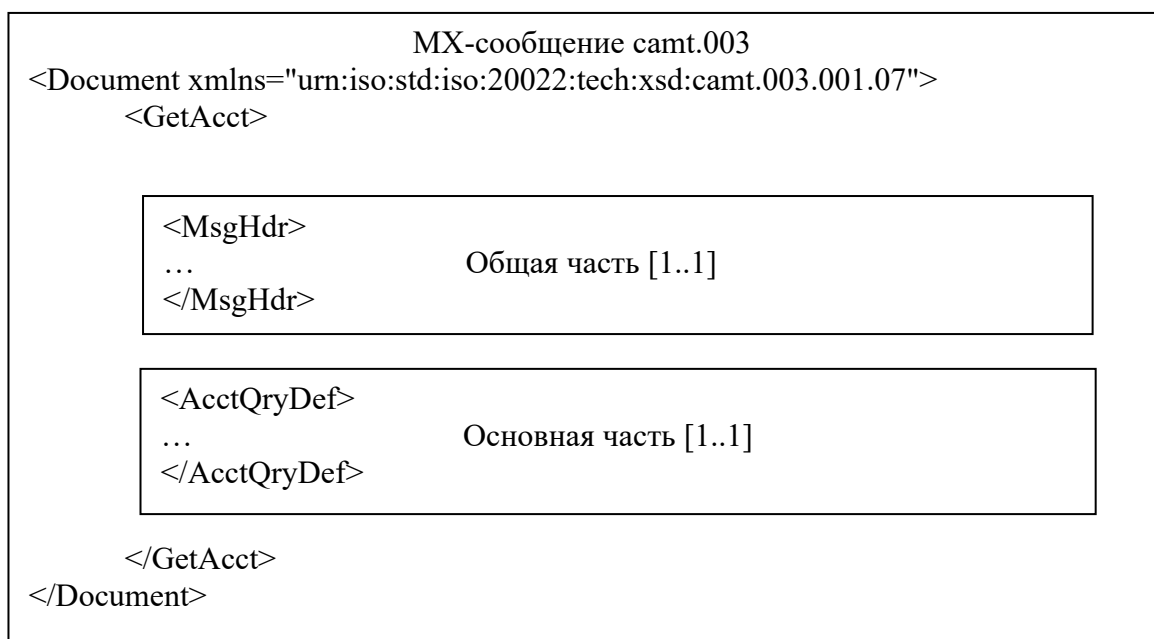 МХ-сообщение camt.003
<Document xmlns="urn:iso:std:iso:20022:tech:xsd:camt.003.001.07">
<GetAcct>
<MsgHdr>
… Общая часть [1..1]
</MsgHdr>
<AcctQryDef>
… Основная часть [1..1]
</AcctQryDef>
</GetAcct>
</Document>